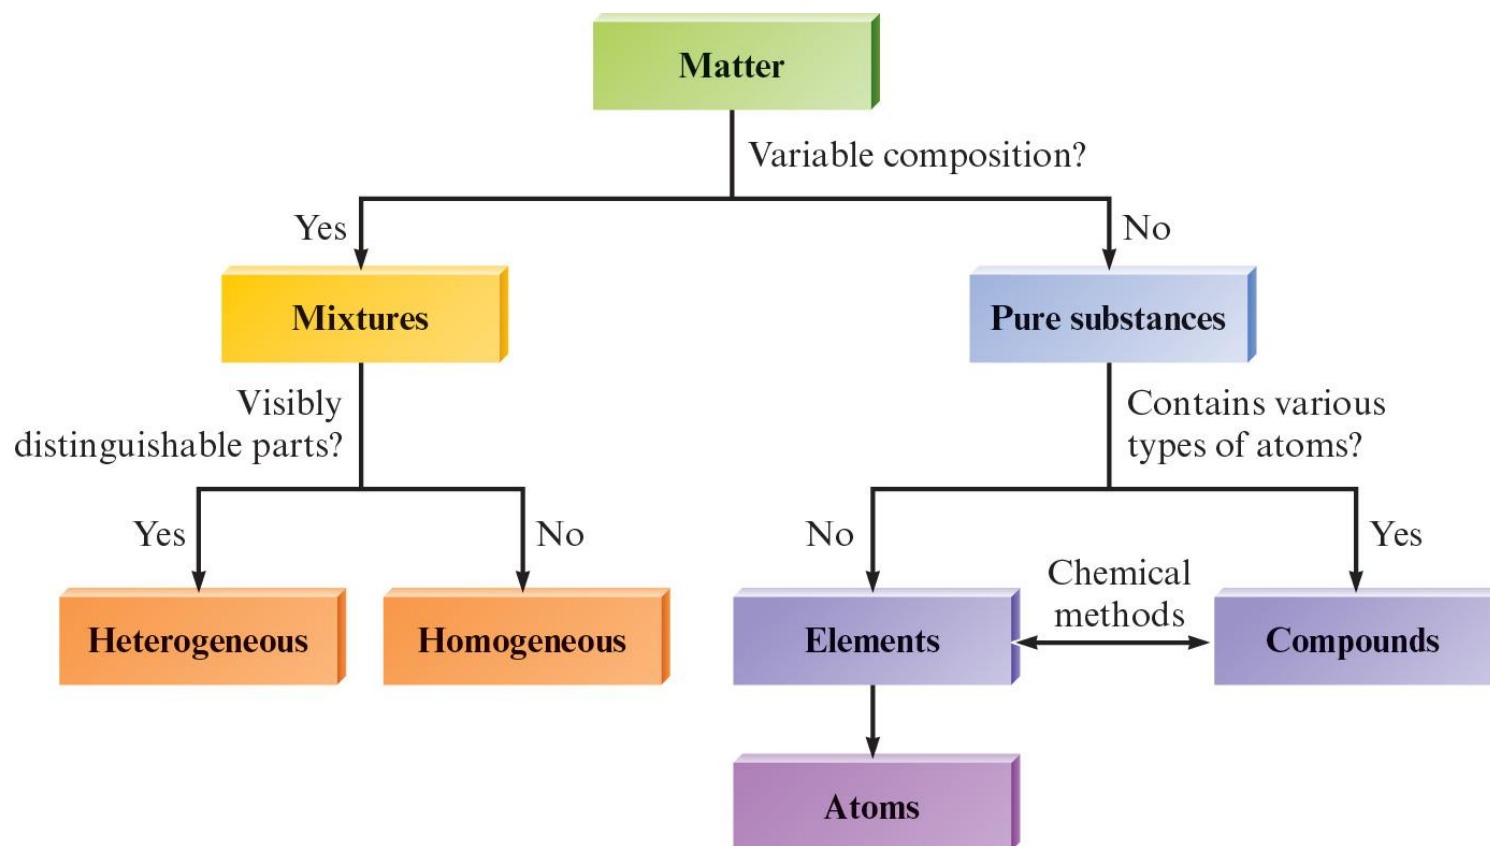 Matter
Variable composition?
Yes
No
Mixtures
Pure substances
Visibly
distinguishable parts?
Contains various
types of atoms?
Yes
No
No
Yes
Chemical
methods
Heterogeneous
Homogeneous
Elements
Compounds
Atoms